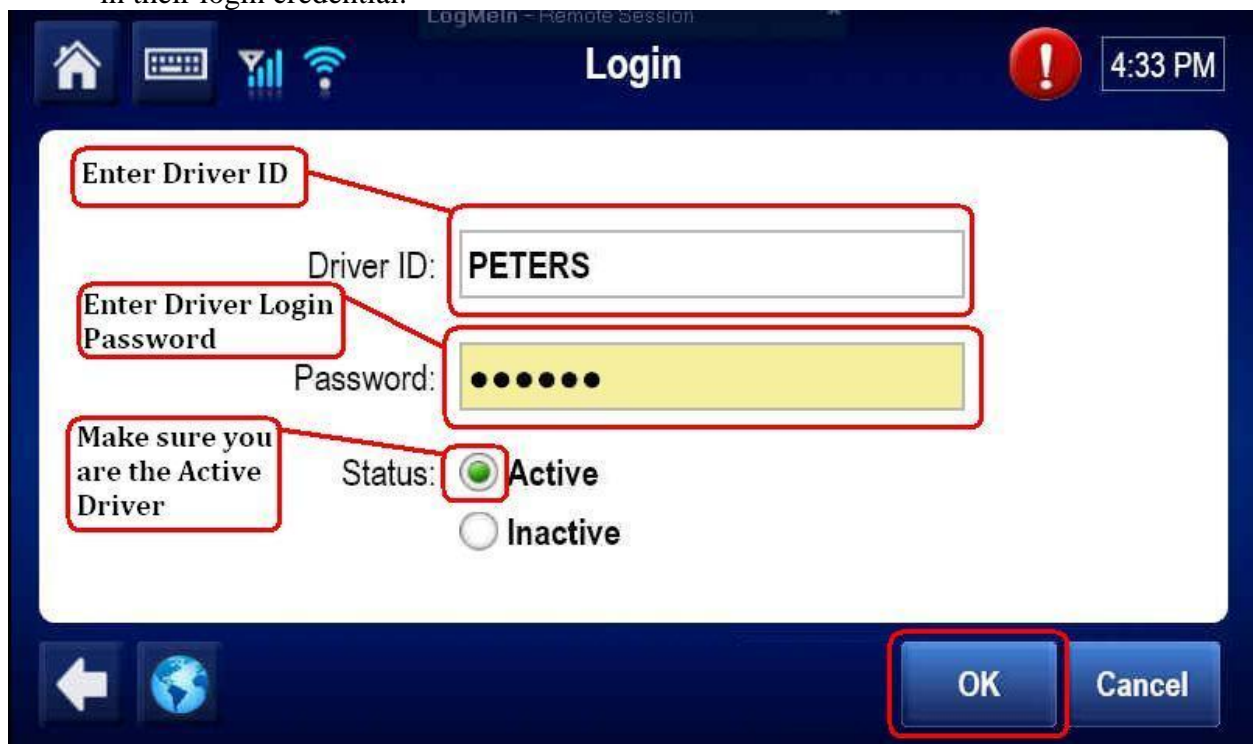 in their login credential.
LogMeIn - Remote Session
Login
4:33 PM
Enter Driver ID
Driver ID: PETERS
Enter Driver Login
Password
Password: ●●●●●●
Make sure you
are the Active
Driver
Status: Active
Inactive
OK
Cancel